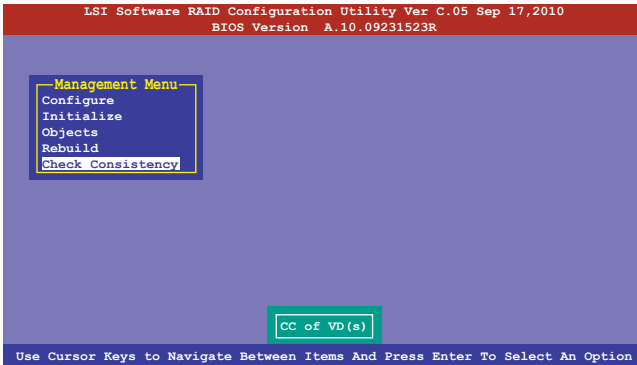 LSI Software RAID Configuration Utility Ver C.05 Sep 17,2010
BIOS Version A.10.09231523R
Management Menu
Configure
Initialize
Objects
Rebuild
Check Consistency
CC of VD(s)
Use Cursor Keys to Navigate Between Items And Press Enter To Select An Option